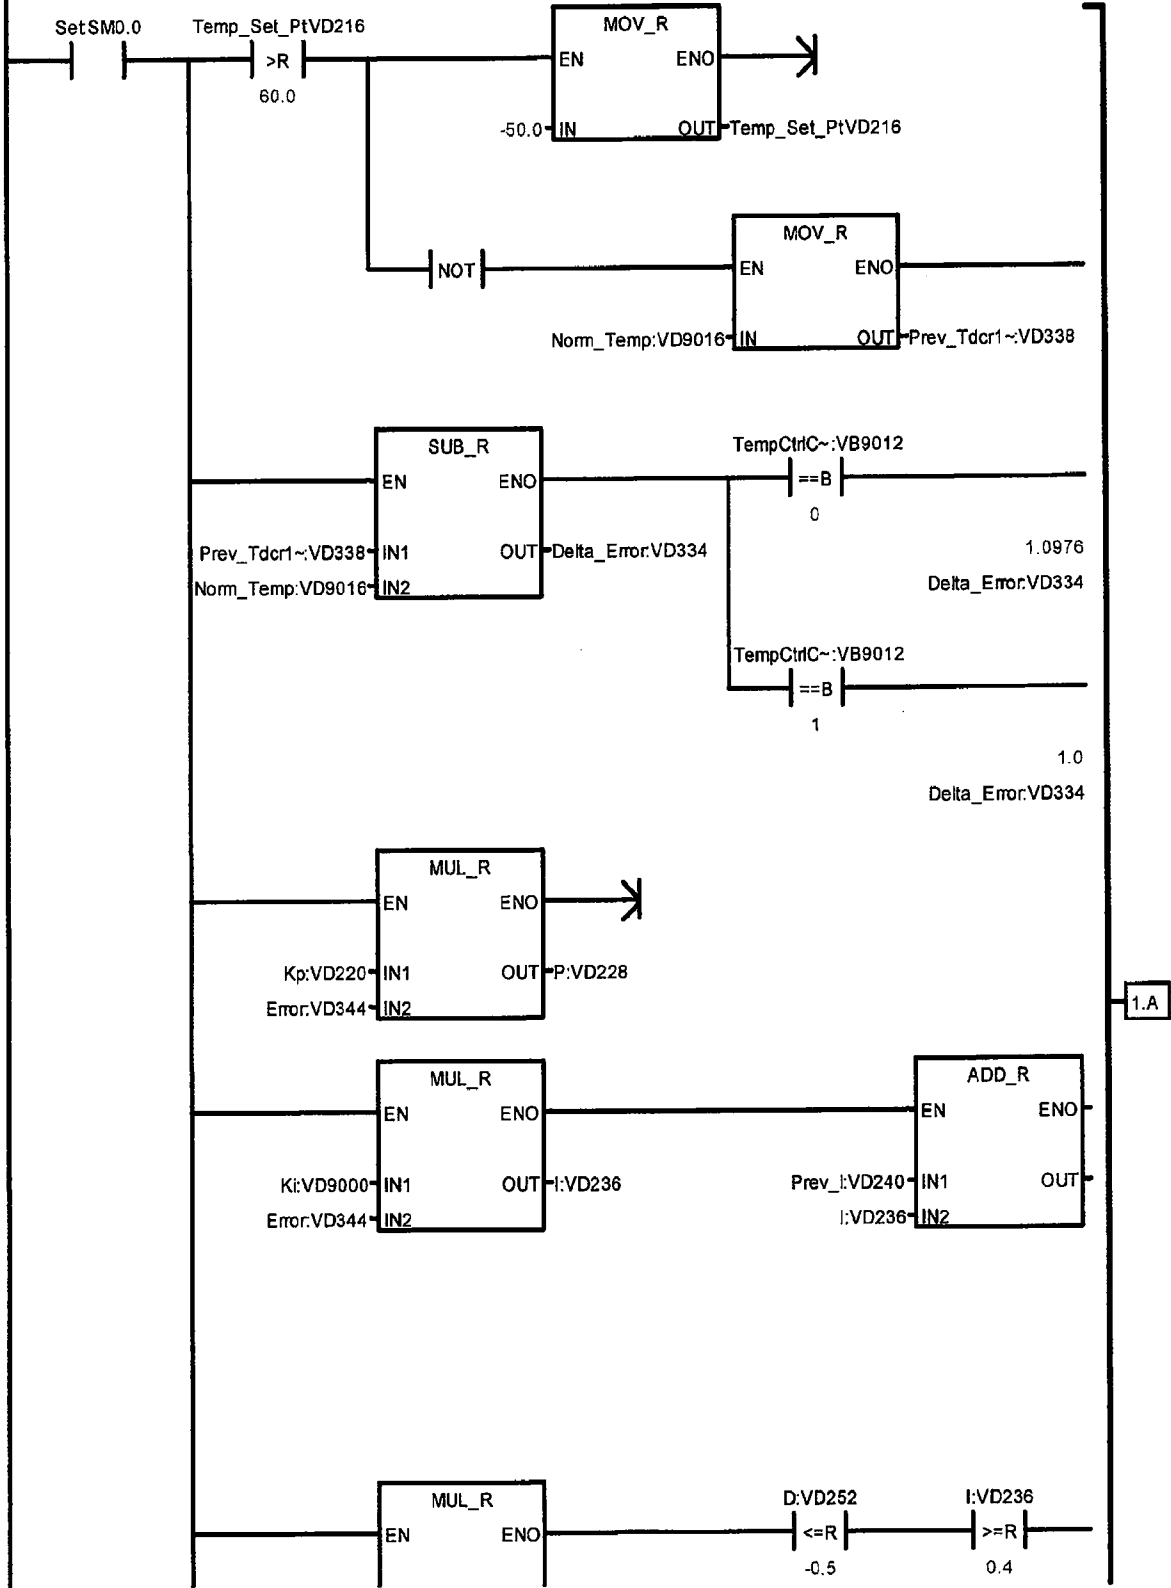 SetSM0.0
Temp_Set_PtVD216
>R
60.0
MOV_R
EN ENO
-50.0 IN OUT Temp_Set_PtVD216
NOT
MOV_R
EN ENO
Norm_Temp:VD9016 IN OUT Prev_Tdcr1~:VD338
SUB_R
EN ENO
Prev_Tdcr1~:VD338 IN1 OUT Delta_Error:VD334
Norm_Temp:VD9016 IN2
TempCtrlC~:VB9012
==B
0
1.0976
Delta_Error:VD334
TempCtrlC~:VB9012
==B
1
1.0
Delta_Error:VD334
MUL_R
EN ENO
Kp:VD220 IN1 OUT P:VD228
Error:VD344 IN2
1.A
MUL_R
EN ENO
Ki:VD9000 IN1 OUT I:VD236
Error:VD344 IN2
ADD_R
EN ENO
Prev_I:VD240 IN1 OUT
I:VD236 IN2
MUL_R
EN ENO
D:VD252
<=R
-0.5
I:VD236
>=R
0.4